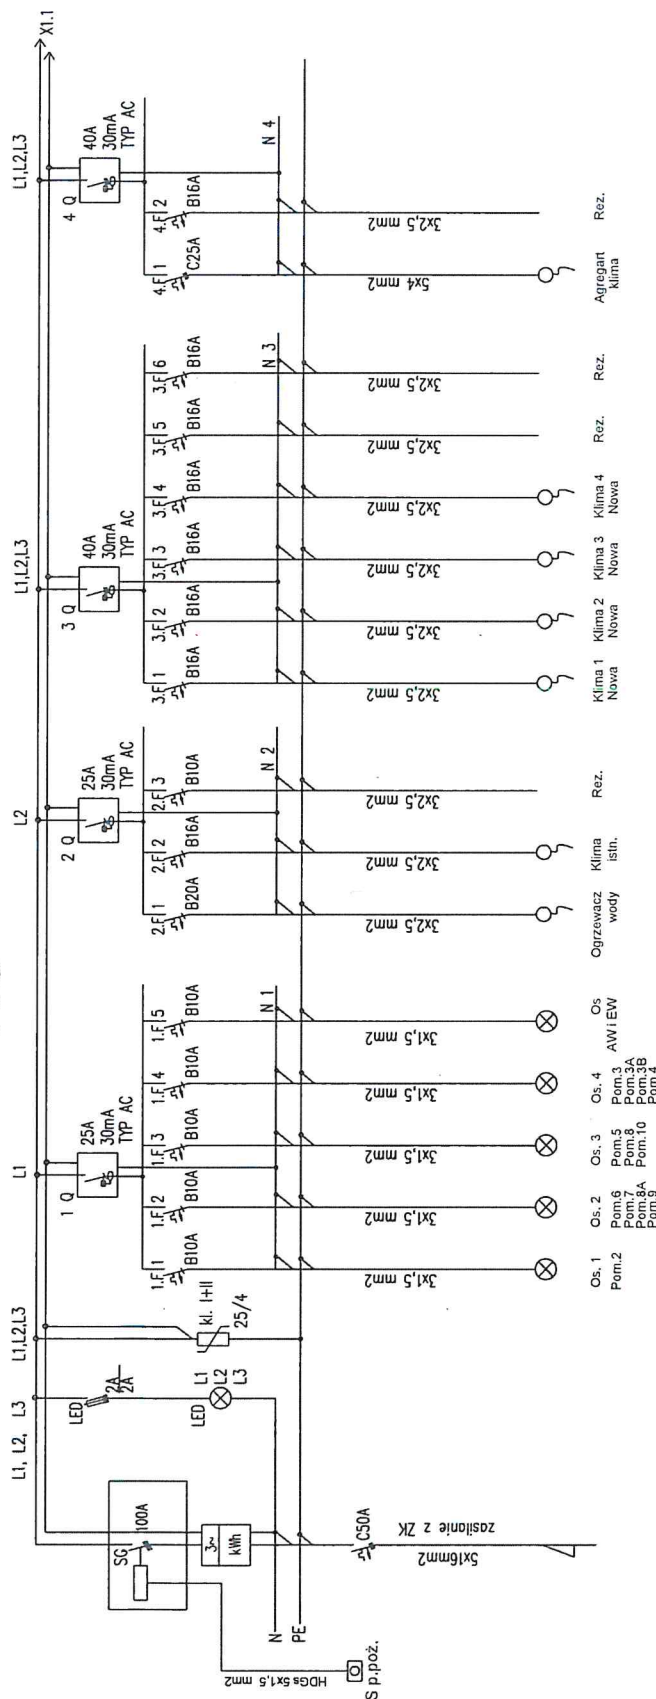 L1, L2, L3
L1,L2,L3
L1
L2
L1,L2,L3
L1,L2,L3
X1.1
SG
100A
3~
kWh
N
PE
HDGs 5x1,5 mm2
S p.poż.
C50A
zasilanie z ZK
5x16mm2
LED
2A
2A
LED
L1
L2
L3
kl. I+II
25/4
1 Q
25A
30mA
TYP AC
1.F 1
B10A
1.F 2
B10A
1.F 3
B10A
1.F 4
B10A
1.F 5
B10A
N 1
3x1,5 mm2
3x1,5 mm2
3x1,5 mm2
3x1,5 mm2
3x1,5 mm2
Os. 1
Pom.2
Os. 2
Pom.6
Pom.7
Pom.8A
Pom.9
Os. 3
Pom.5
Pom.8
Pom.10
Os. 4
Pom.3
Pom.3A
Pom.3B
Pom.4
Os
AW i EW
2 Q
25A
30mA
TYP AC
2.F 1
B20A
2.F 2
B16A
2.F 3
B10A
N 2
3x2,5 mm2
3x2,5 mm2
3x2,5 mm2
Ogrzewacz
wody
Klima
istn.
Rez.
3 Q
40A
30mA
TYP AC
3.F 1
B16A
3.F 2
B16A
3.F 3
B16A
3.F 4
B16A
3.F 5
B16A
3.F 6
B16A
N 3
3x2,5 mm2
3x2,5 mm2
3x2,5 mm2
3x2,5 mm2
3x2,5 mm2
3x2,5 mm2
Klima 1
Nowa
Klima 2
Nowa
Klima 3
Nowa
Klima 4
Nowa
Rez.
Rez.
4 Q
40A
30mA
TYP AC
4.F 1
C25A
4.F 2
B16A
N 4
5x4 mm2
3x2,5 mm2
Agregart
klima
Rez.